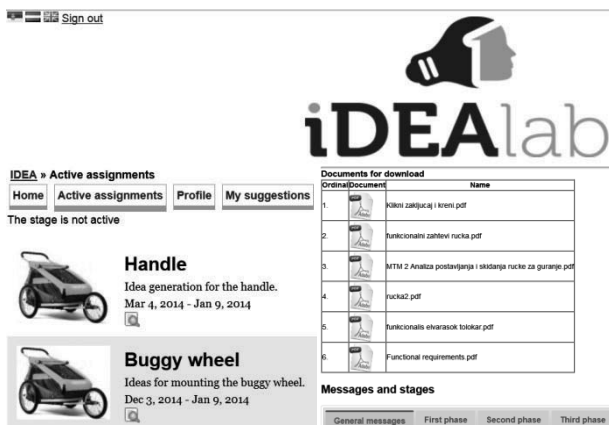 Sign out
iDEAlab
IDEA » Active assignments
Home Active assignments Profile My suggestions
The stage is not active
Handle
Idea generation for the handle.
Mar 4, 2014 - Jan 9, 2014
Buggy wheel
Ideas for mounting the buggy wheel.
Dec 3, 2014 - Jan 9, 2014
Documents for download
Ordinal Document Name
1. Klikni zakljucaj i kreni.pdf
2. funkcionalni zahtevi rucka.pdf
3. MTM 2 Analiza postavljanja i skidanja rucke za guranje.pdf
4. rucka2.pdf
5. funkcionalis elvarasok tolokar.pdf
6. Functional requirements.pdf
Messages and stages
General messages First phase Second phase Third phase